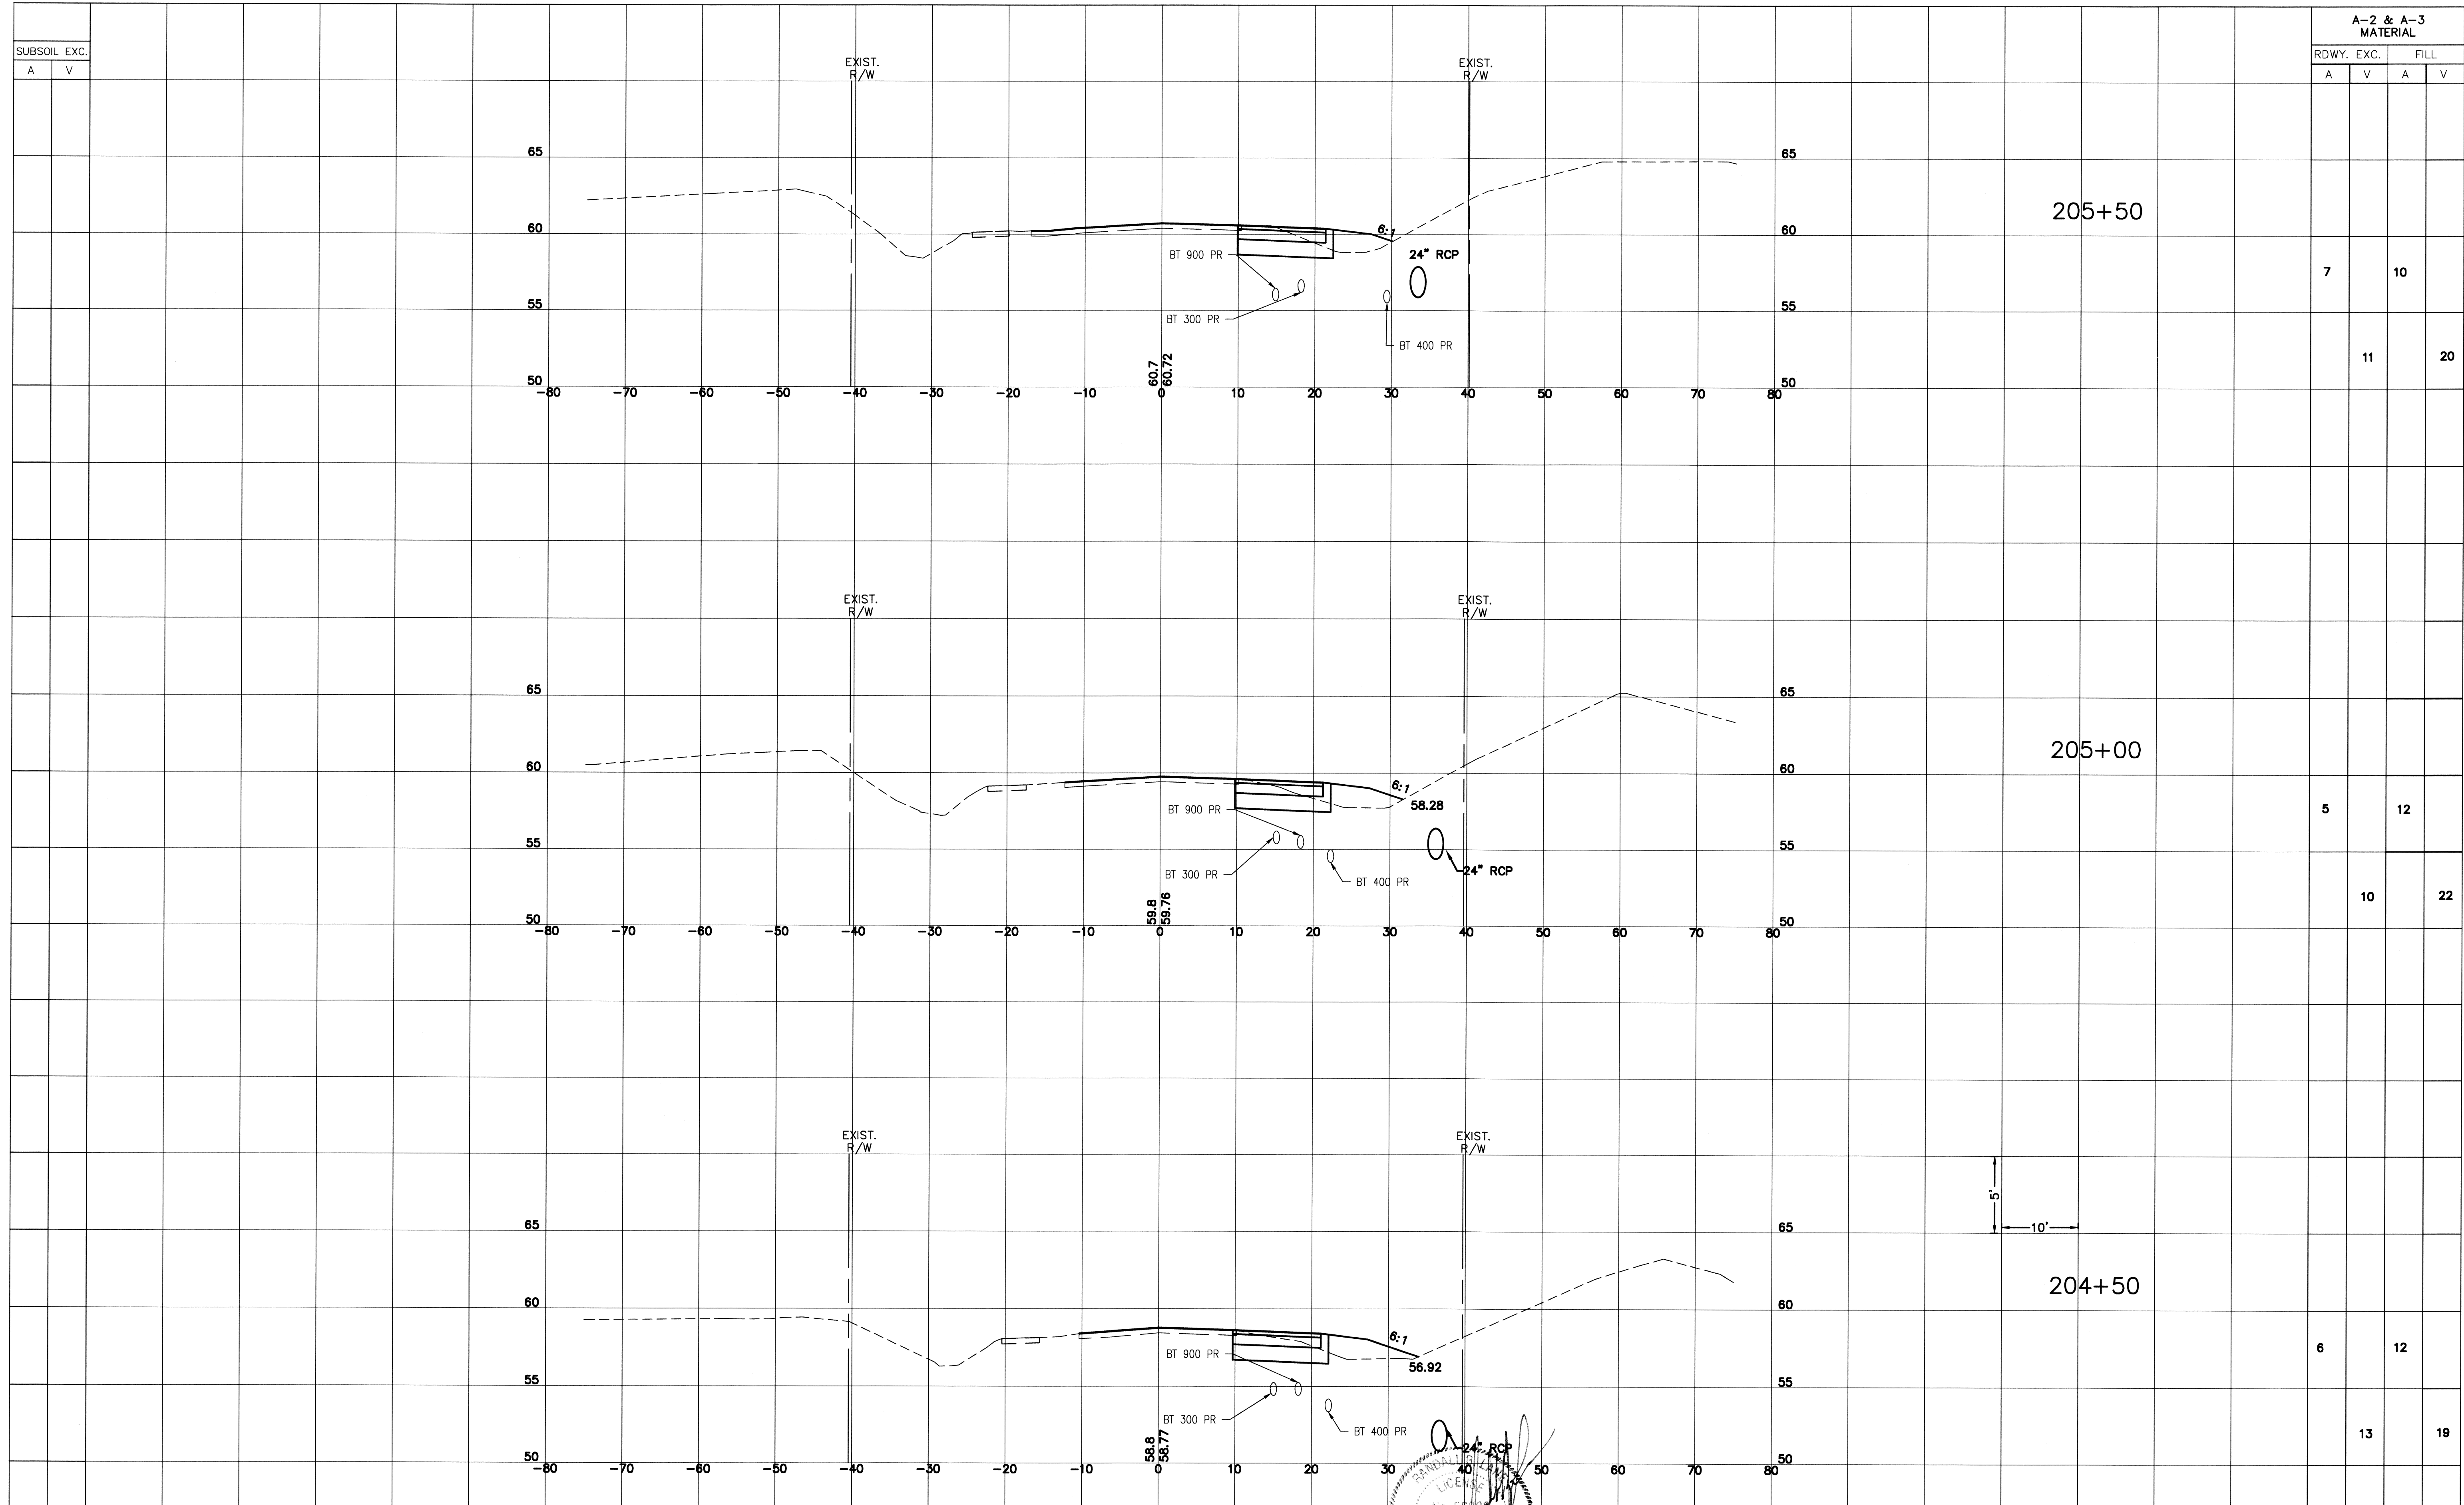 SUBSOIL EXC.
A V
A-2 & A-3
MATERIAL
RDWY. EXC. FILL
A V A V
EXIST.
R/W
EXIST.
R/W
65 65
205+50
60 60
6:1
24" RCP
BT 900 PR
7 10
55 55
BT 300 PR
BT 400 PR
11 20
60.7
60.72
50 50
-80 -70 -60 -50 -40 -30 -20 -10 0 10 20 30 40 50 60 70 80
EXIST.
R/W
EXIST.
R/W
65 65
205+00
60 60
6:1
58.28
BT 900 PR
5 12
55 55
BT 300 PR
BT 400 PR
24" RCP
10 22
59.8
59.76
50 50
-80 -70 -60 -50 -40 -30 -20 -10 0 10 20 30 40 50 60 70 80
EXIST.
R/W
EXIST.
R/W
5'
10'
65 65
204+50
60 60
6:1
56.92
BT 900 PR
6 12
55 55
BT 300 PR
BT 400 PR
24" RCP
13 19
58.8
58.77
50 50
-80 -70 -60 -50 -40 -30 -20 -10 0 10 20 30 40 50 60 70 80
RANDALL
LICENSE